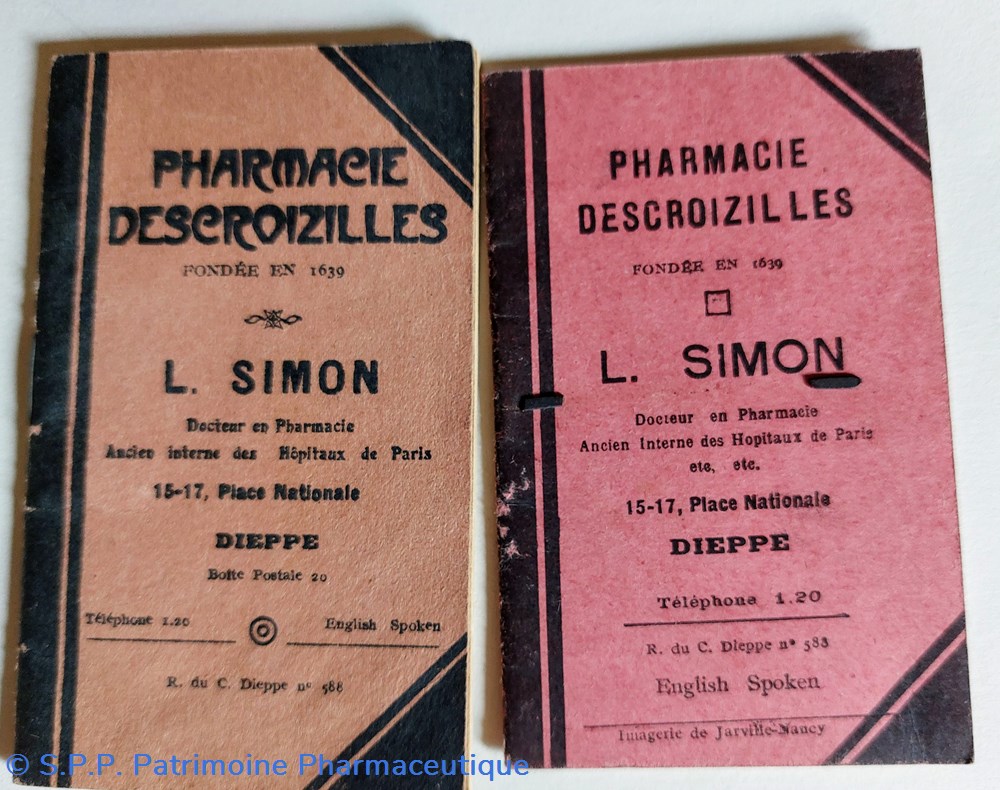 PHARMACIE
DESCROIZILLES
FONDÉE EN 1639
L. SIMON
Docteur en Pharmacie
Ancien interne des Hôpitaux de Paris
15-17, Place Nationale
DIEPPE
Boîte Postale 20
Téléphone 1.20
English Spoken
R. du C. Dieppe nº 588
PHARMACIE
DESCROIZILLES
FONDÉE EN 1639
L. SIMON
Docteur en Pharmacie
Ancien Interne des Hopitaux de Paris
etc, etc.
15-17, Place Nationale
DIEPPE
Téléphone 1.20
R. du C. Dieppe nº 588
English Spoken
Imagerie de Jarville-Nancy
© S.P.P. Patrimoine Pharmaceutique